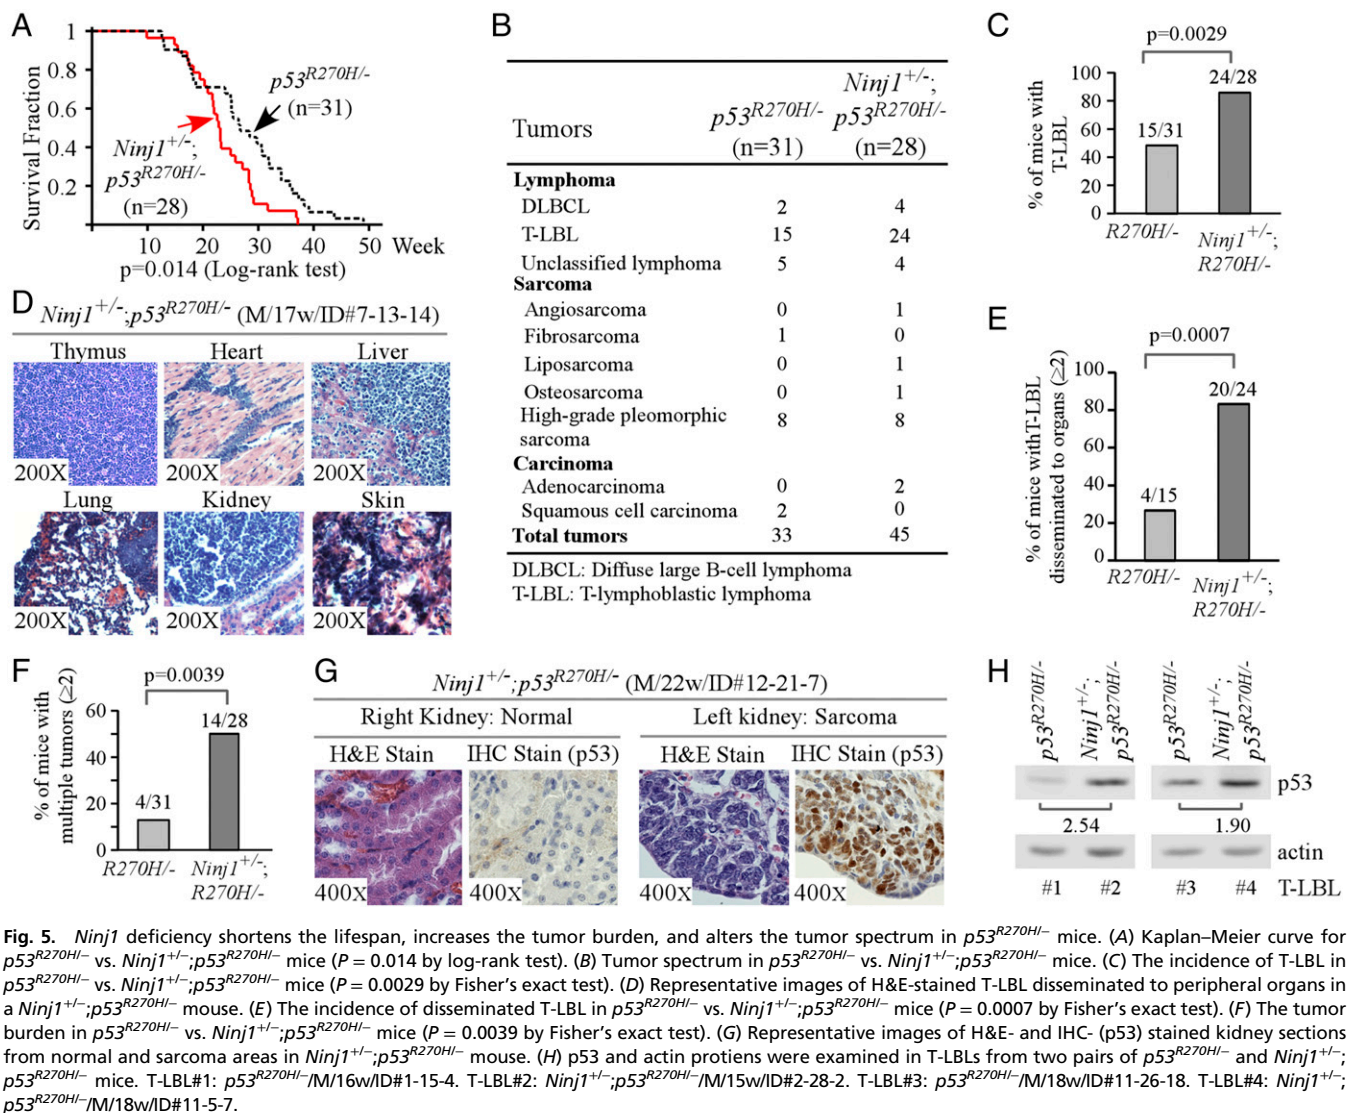 A
1
0.8
0.6
0.4
0.2
Survival Fraction
p53R270H/-
(n=31)
Ninj1+/-;
p53R270H/-
(n=28)
10 20 30 40 50 Week
p=0.014 (Log-rank test)
B
Tumors
p53R270H/-
(n=31)
Ninj1+/-;
p53R270H/-
(n=28)
Lymphoma
DLBCL 2 4
T-LBL 15 24
Unclassified lymphoma 5 4
Sarcoma
Angiosarcoma 0 1
Fibrosarcoma 1 0
Liposarcoma 0 1
Osteosarcoma 0 1
High-grade pleomorphic 8 8
sarcoma
Carcinoma
Adenocarcinoma 0 2
Squamous cell carcinoma 2 0
Total tumors 33 45
DLBCL: Diffuse large B-cell lymphoma
T-LBL: T-lymphoblastic lymphoma
C
p=0.0029
% of mice with
T-LBL
100
80
60
40
20
0
15/31
24/28
R270H/-
Ninj1+/-;
R270H/-
D
Ninj1+/-;p53R270H/- (M/17w/ID#7-13-14)
Thymus Heart Liver
200X 200X 200X
Lung Kidney Skin
200X 200X 200X
E
p=0.0007
% of mice withT-LBL
disseminated to organs (≥2)
100
80
60
40
20
0
4/15
20/24
R270H/-
Ninj1+/-;
R270H/-
F
p=0.0039
% of mice with
multiple tumors (≥2)
60
40
20
0
4/31
14/28
R270H/-
Ninj1+/-;
R270H/-
G
Ninj1+/-;p53R270H/- (M/22w/ID#12-21-7)
Right Kidney: Normal Left kidney: Sarcoma
H&E Stain IHC Stain (p53) H&E Stain IHC Stain (p53)
400X 400X 400X 400X
H
p53R270H/-
Ninj1+/-;
p53R270H/-
p53R270H/-
Ninj1+/-;
p53R270H/-
p53
2.54 1.90
actin
#1 #2 #3 #4 T-LBL
Fig. 5. Ninj1 deficiency shortens the lifespan, increases the tumor burden, and alters the tumor spectrum in p53R270H/− mice. (A) Kaplan–Meier curve for
p53R270H/− vs. Ninj1+/−;p53R270H/− mice (P = 0.014 by log-rank test). (B) Tumor spectrum in p53R270H/− vs. Ninj1+/−;p53R270H/− mice. (C) The incidence of T-LBL in
p53R270H/− vs. Ninj1+/−;p53R270H/− mice (P = 0.0029 by Fisher's exact test). (D) Representative images of H&E-stained T-LBL disseminated to peripheral organs in
a Ninj1+/−;p53R270H/− mouse. (E) The incidence of disseminated T-LBL in p53R270H/− vs. Ninj1+/−;p53R270H/− mice (P = 0.0007 by Fisher's exact test). (F) The tumor
burden in p53R270H/− vs. Ninj1+/−;p53R270H/− mice (P = 0.0039 by Fisher's exact test). (G) Representative images of H&E- and IHC- (p53) stained kidney sections
from normal and sarcoma areas in Ninj1+/−;p53R270H/− mouse. (H) p53 and actin protiens were examined in T-LBLs from two pairs of p53R270H/− and Ninj1+/−;
p53R270H/− mice. T-LBL#1: p53R270H/−/M/16w/ID#1-15-4. T-LBL#2: Ninj1+/−;p53R270H/−/M/15w/ID#2-28-2. T-LBL#3: p53R270H/−/M/18w/ID#11-26-18. T-LBL#4: Ninj1+/−;
p53R270H/−/M/18w/ID#11-5-7.